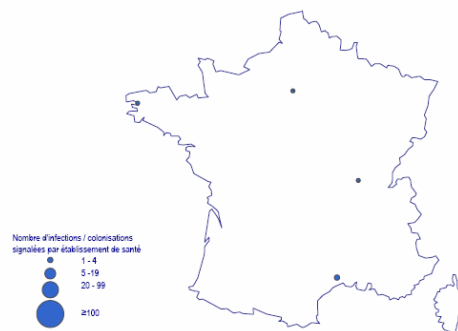 Nombre d'infections / colonisations
signalées par établissement de santé
1 - 4
5 -19
20 - 99
≥100